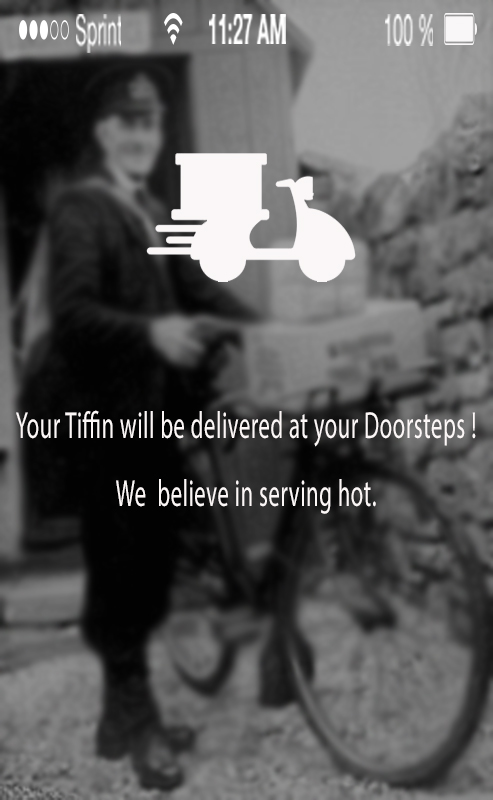 Sprint 11:27 AM 100 %
Your Tiffin will be delivered at your Doorsteps !
We believe in serving hot.